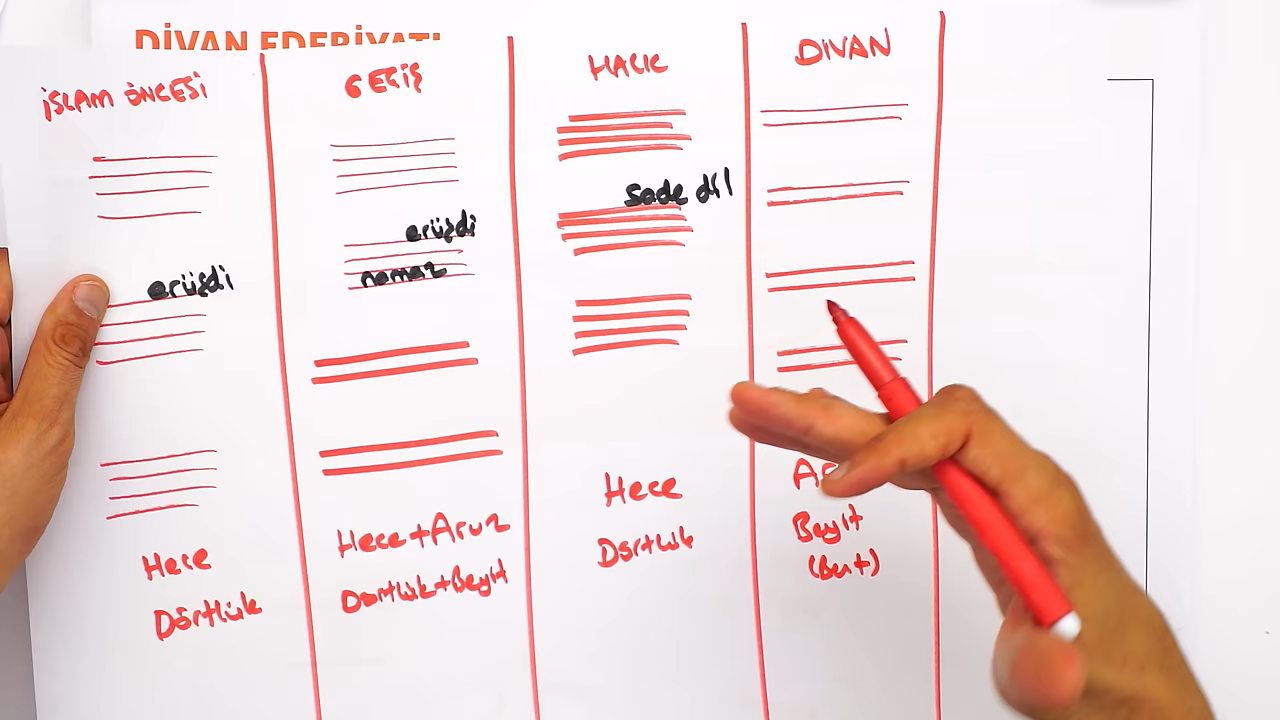 DİVAN EDEBİYATI
İSLAM ÖNCESİ
erüşdi
Hece
Dörtlük
GEÇİŞ
erüşdi
namaz
Hece+Aruz
Dörtlük+Beyit
HALK
Sade dil
Hece
Dörtlük
DİVAN
Beyit
(Bent)